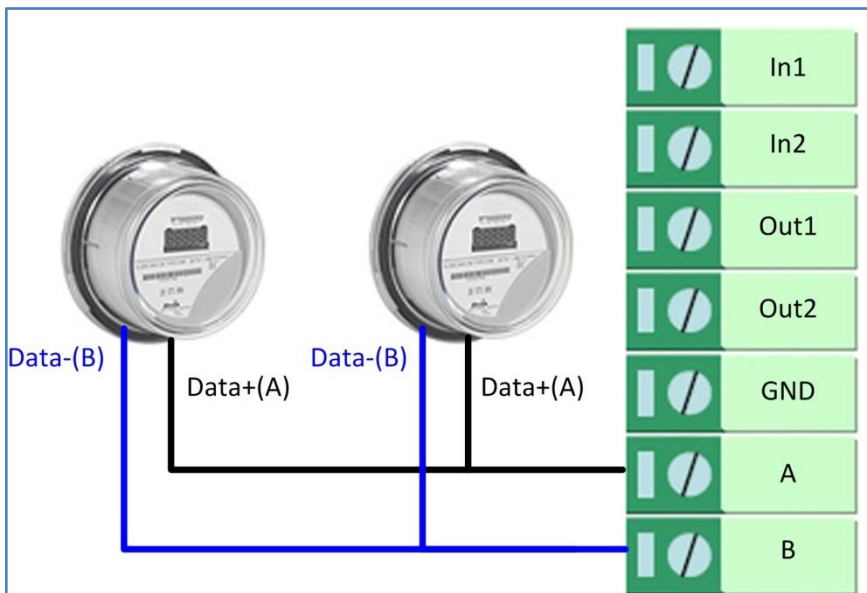 In1
In2
Out1
Out2
Data-(B)
Data-(B)
Data+(A)
Data+(A)
GND
A
B